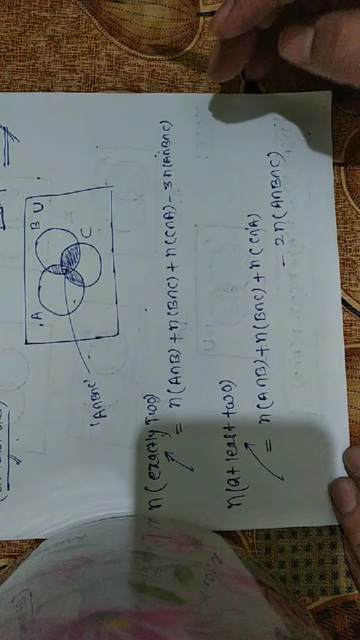 U
B
C
A
(A∩B∩C)
n(exactly Two)
= n(A∩B)+n(B∩C)+n(C∩A)-3n(A∩B∩C)
n(at least two)
= n(A∩B)+n(B∩C)+n(C∩A)
-2n(A∩B∩C)